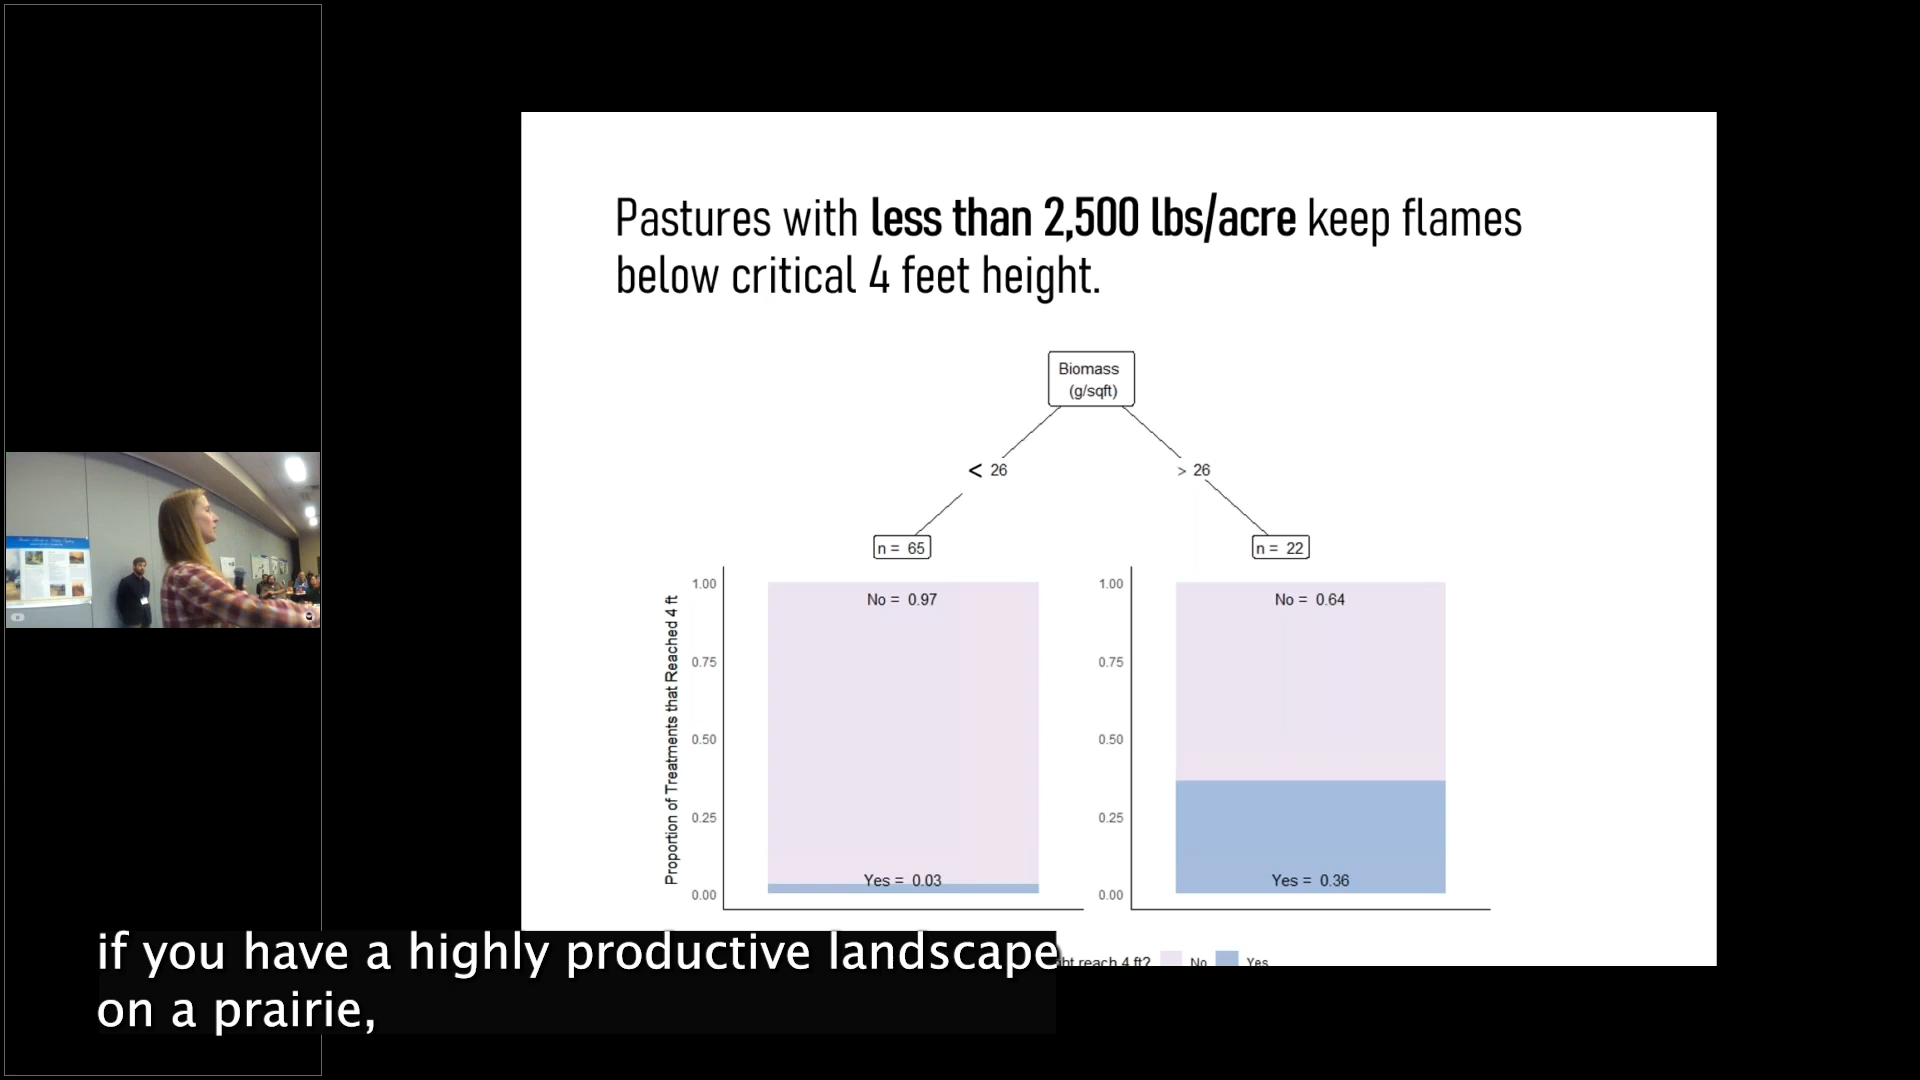 Pastures with less than 2,500 lbs/acre keep flames
below critical 4 feet height.
Biomass
(g/sqft)
< 26
> 26
n = 65
n = 22
Proportion of Treatments that Reached 4 ft
1.00
0.75
0.50
0.25
0.00
No = 0.97
Yes = 0.03
1.00
0.75
0.50
0.25
0.00
No = 0.64
Yes = 0.36
reach 4 ft? No Yes
if you have a highly productive landscape
on a prairie,